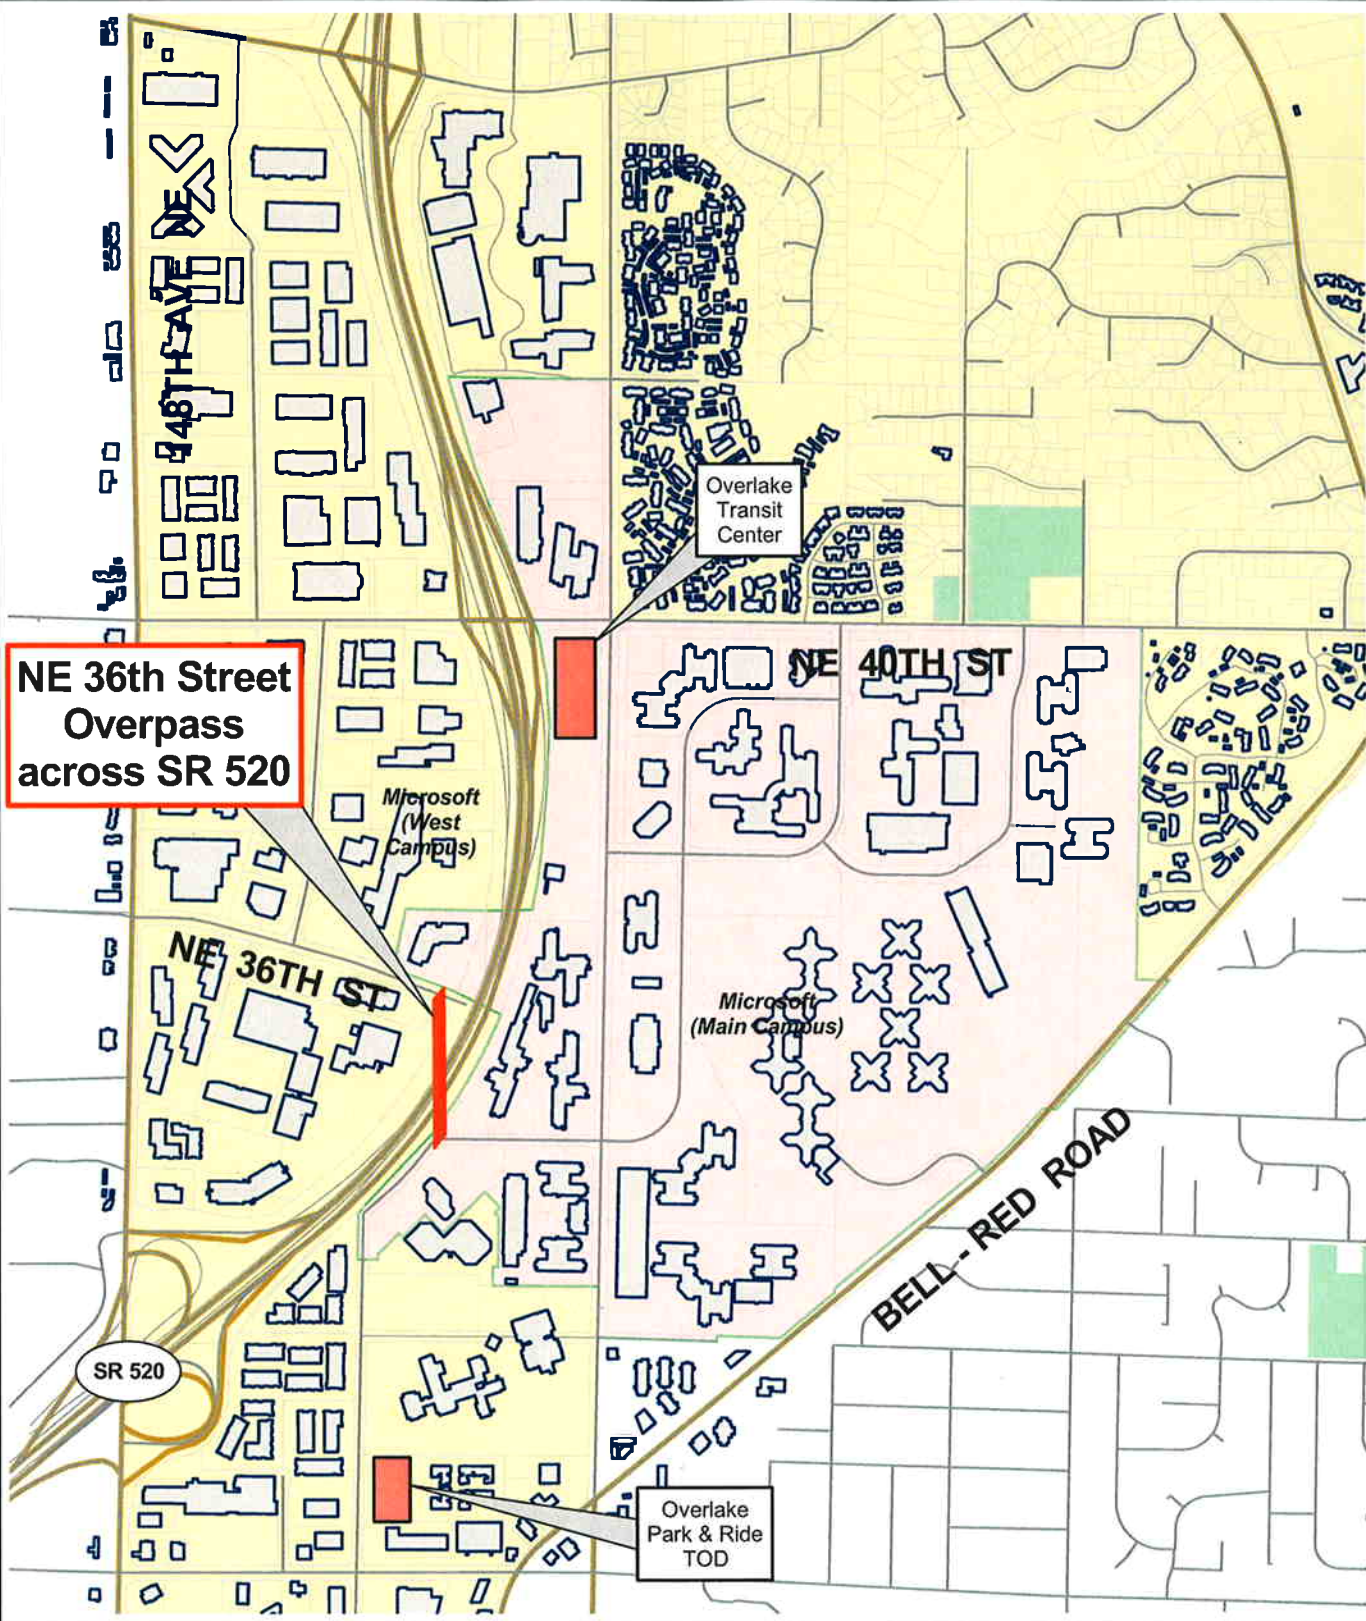 148TH AVE NE
Overlake
Transit
Center
NE 40TH ST
NE 36th Street
Overpass
across SR 520
Microsoft
(West
Campus)
NE 36TH ST
Microsoft
(Main Campus)
BELL - RED ROAD
SR 520
Overlake
Park & Ride
TOD